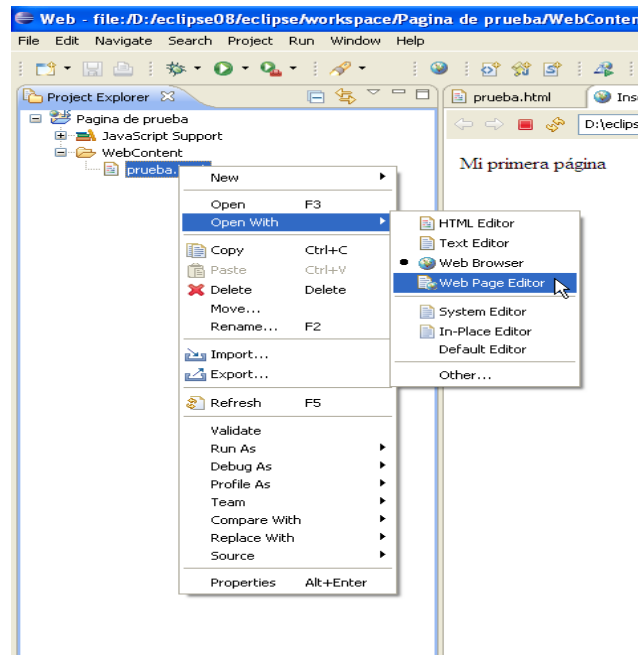 Web - file:/D:/eclipse08/eclipse/workspace/Pagina de prueba/WebConten
File Edit Navigate Search Project Run Window Help
Project Explorer
prueba.html
Pagina de prueba
D:\eclips
JavaScript Support
WebContent
Mi primera página
prueba.
New
Open F3
Open With
HTML Editor
Text Editor
Web Browser
Web Page Editor
System Editor
In-Place Editor
Default Editor
Other...
Copy Ctrl+C
Paste Ctrl+V
Delete Delete
Move...
Rename... F2
Import...
Export...
Refresh F5
Validate
Run As
Debug As
Profile As
Team
Compare With
Replace With
Source
Properties Alt+Enter